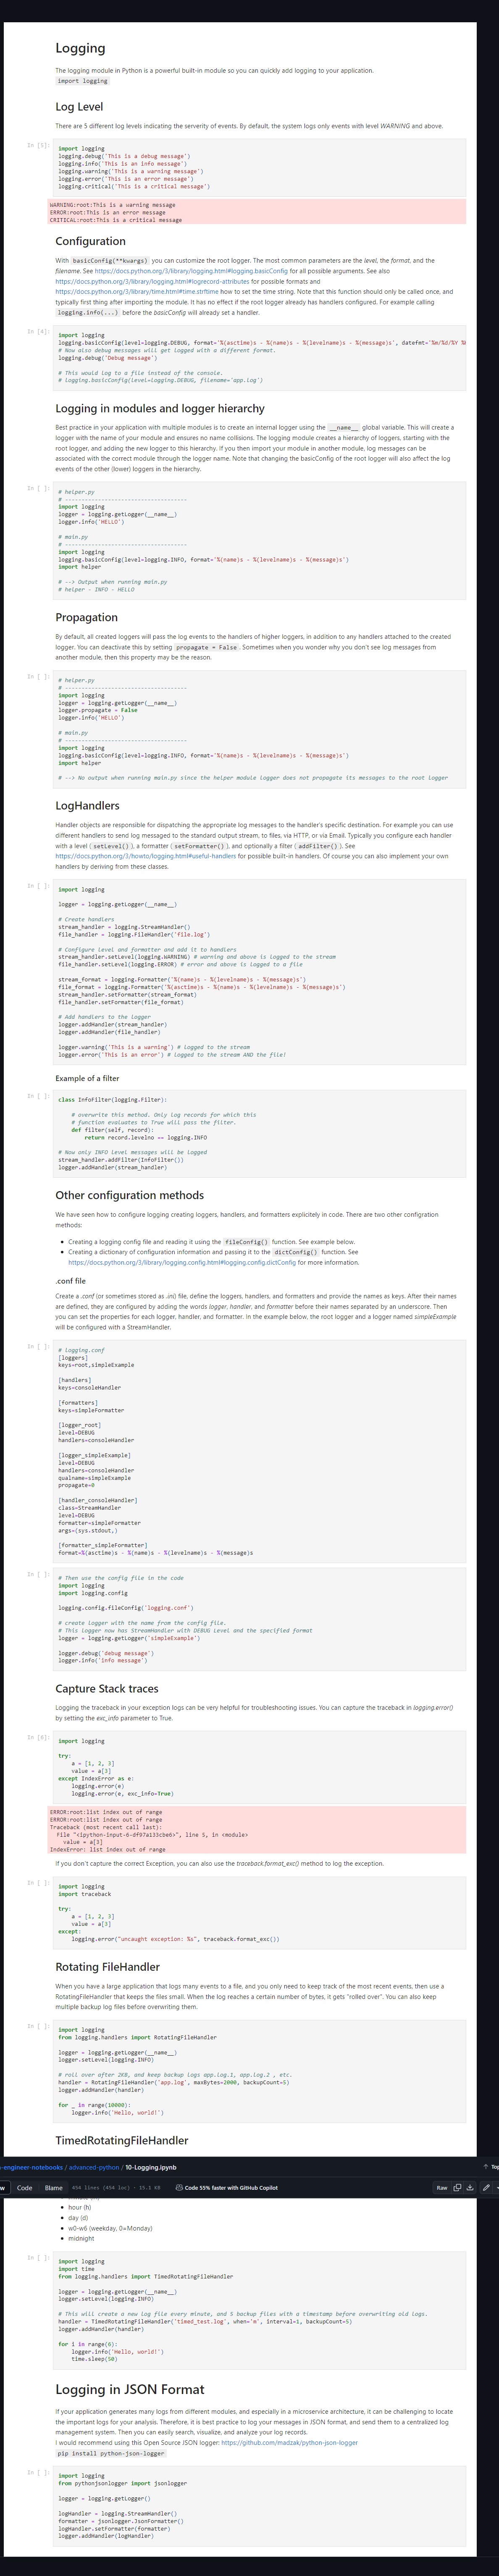 Logging
The logging module in Python is a powerful built-in module so you can quickly add logging to your application.
import logging
Log Level
There are 5 different log levels indicating the serverity of events. By default, the system logs only events with level WARNING and above.
In [5]:
import logging
logging.debug('This is a debug message')
logging.info('This is an info message')
logging.warning('This is a warning message')
logging.error('This is an error message')
logging.critical('This is a critical message')
WARNING:root:This is a warning message
ERROR:root:This is an error message
CRITICAL:root:This is a critical message
Configuration
With basicConfig(**kwargs) you can customize the root logger. The most common parameters are the level, the format, and the
filename. See https://docs.python.org/3/library/logging.html#logging.basicConfig for all possible arguments. See also
https://docs.python.org/3/library/logging.html#logrecord-attributes for possible formats and
https://docs.python.org/3/library/time.html#time.strftime how to set the time string. Note that this function should only be called once, and
typically first thing after importing the module. It has no effect if the root logger already has handlers configured. For example calling
logging.info(...) before the basicConfig will already set a handler.
In [4]:
import logging
logging.basicConfig(level=logging.DEBUG, format='%(asctime)s - %(name)s - %(levelname)s - %(message)s', datefmt='%m/%d/%Y
# Now also debug messages will get logged with a different format.
logging.debug('Debug message')
# This would log to a file instead of the console.
# logging.basicConfig(level=logging.DEBUG, filename='app.log')
Logging in modules and logger hierarchy
Best practice in your application with multiple modules is to create an internal logger using the __name__ global variable. This will create a
logger with the name of your module and ensures no name collisions. The logging module creates a hierarchy of loggers, starting with the
root logger, and adding the new logger to this hierarchy. If you then import your module in another module, log messages can be
associated with the correct module through the logger name. Note that changing the basicConfig of the root logger will also affect the log
events of the other (lower) loggers in the hierarchy.
In [ ]:
# helper.py
# -------------------------------------
import logging
logger = logging.getLogger(__name__)
logger.info('HELLO')
# main.py
# -------------------------------------
import logging
logging.basicConfig(level=logging.INFO, format='%(name)s - %(levelname)s - %(message)s')
import helper
# --> Output when running main.py
# helper - INFO - HELLO
Propagation
By default, all created loggers will pass the log events to the handlers of higher loggers, in addition to any handlers attached to the created
logger. You can deactivate this by setting propagate = False . Sometimes when you wonder why you don't see log messages from
another module, then this property may be the reason.
In [ ]:
# helper.py
# -------------------------------------
import logging
logger = logging.getLogger(__name__)
logger.propagate = False
logger.info('HELLO')
# main.py
# -------------------------------------
import logging
logging.basicConfig(level=logging.INFO, format='%(name)s - %(levelname)s - %(message)s')
import helper
# --> No output when running main.py since the helper module logger does not propagate its messages to the root logger
LogHandlers
Handler objects are responsible for dispatching the appropriate log messages to the handler's specific destination. For example you can use
different handlers to send log messaged to the standard output stream, to files, via HTTP, or via Email. Typically you configure each handler
with a level ( setLevel() ), a formatter ( setFormatter() ), and optionally a filter ( addFilter() ). See
https://docs.python.org/3/howto/logging.html#useful-handlers for possible built-in handlers. Of course you can also implement your own
handlers by deriving from these classes.
In [ ]:
import logging
logger = logging.getLogger(__name__)
# Create handlers
stream_handler = logging.StreamHandler()
file_handler = logging.FileHandler('file.log')
# Configure level and formatter and add it to handlers
stream_handler.setLevel(logging.WARNING) # warning and above is logged to the stream
file_handler.setLevel(logging.ERROR) # error and above is logged to a file
stream_format = logging.Formatter('%(name)s - %(levelname)s - %(message)s')
file_format = logging.Formatter('%(asctime)s - %(name)s - %(levelname)s - %(message)s')
stream_handler.setFormatter(stream_format)
file_handler.setFormatter(file_format)
# Add handlers to the logger
logger.addHandler(stream_handler)
logger.addHandler(file_handler)
logger.warning('This is a warning') # logged to the stream
logger.error('This is an error') # logged to the stream AND the file!
Example of a filter
In [ ]:
class InfoFilter(logging.Filter):
# overwrite this method. Only log records for which this
# function evaluates to True will pass the filter.
def filter(self, record):
return record.levelno == logging.INFO
# Now only INFO level messages will be logged
stream_handler.addFilter(InfoFilter())
logger.addHandler(stream_handler)
Other configuration methods
We have seen how to configure logging creating loggers, handlers, and formatters explicitely in code. There are two other configration
methods:
• Creating a logging config file and reading it using the fileConfig() function. See example below.
• Creating a dictionary of configuration information and passing it to the dictConfig() function. See
https://docs.python.org/3/library/logging.config.html#logging.config.dictConfig for more information.
.conf file
Create a .conf (or sometimes stored as .ini) file, define the loggers, handlers, and formatters and provide the names as keys. After their names
are defined, they are configured by adding the words logger, handler, and formatter before their names separated by an underscore. Then
you can set the properties for each logger, handler, and formatter. In the example below, the root logger and a logger named simpleExample
will be configured with a StreamHandler.
In [ ]:
# logging.conf
[loggers]
keys=root,simpleExample
[handlers]
keys=consoleHandler
[formatters]
keys=simpleFormatter
[logger_root]
level=DEBUG
handlers=consoleHandler
[logger_simpleExample]
level=DEBUG
handlers=consoleHandler
qualname=simpleExample
propagate=0
[handler_consoleHandler]
class=StreamHandler
level=DEBUG
formatter=simpleFormatter
args=(sys.stdout,)
[formatter_simpleFormatter]
format=%(asctime)s - %(name)s - %(levelname)s - %(message)s
In [ ]:
# Then use the config file in the code
import logging
import logging.config
logging.config.fileConfig('logging.conf')
# create logger with the name from the config file.
# This logger now has StreamHandler with DEBUG Level and the specified format
logger = logging.getLogger('simpleExample')
logger.debug('debug message')
logger.info('info message')
Capture Stack traces
Logging the traceback in your exception logs can be very helpful for troubleshooting issues. You can capture the traceback in logging.error()
by setting the exc_info parameter to True.
In [6]:
import logging
try:
a = [1, 2, 3]
value = a[3]
except IndexError as e:
logging.error(e)
logging.error(e, exc_info=True)
ERROR:root:list index out of range
ERROR:root:list index out of range
Traceback (most recent call last):
File "<ipython-input-6-df97a133cbe6>", line 5, in <module>
value = a[3]
IndexError: list index out of range
If you don't capture the correct Exception, you can also use the traceback.format_exc() method to log the exception.
In [ ]:
import logging
import traceback
try:
a = [1, 2, 3]
value = a[3]
except:
logging.error("uncaught exception: %s", traceback.format_exc())
Rotating FileHandler
When you have a large application that logs many events to a file, and you only need to keep track of the most recent events, then use a
RotatingFileHandler that keeps the files small. When the log reaches a certain number of bytes, it gets "rolled over". You can also keep
multiple backup log files before overwriting them.
In [ ]:
import logging
from logging.handlers import RotatingFileHandler
logger = logging.getLogger(__name__)
logger.setLevel(logging.INFO)
# roll over after 2KB, and keep backup logs app.log.1, app.log.2 , etc.
handler = RotatingFileHandler('app.log', maxBytes=2000, backupCount=5)
logger.addHandler(handler)
for _ in range(10000):
logger.info('Hello, world!')
TimedRotatingFileHandler
-engineer-notebooks / advanced-python / 10-Logging.ipynb
Top
Code Blame 454 lines (454 loc) · 15.1 KB Code 55% faster with GitHub Copilot Raw
• hour (h)
• day (d)
• w0-w6 (weekday, 0=Monday)
• midnight
In [ ]:
import logging
import time
from logging.handlers import TimedRotatingFileHandler
logger = logging.getLogger(__name__)
logger.setLevel(logging.INFO)
# This will create a new log file every minute, and 5 backup files with a timestamp before overwriting old logs.
handler = TimedRotatingFileHandler('timed_test.log', when='m', interval=1, backupCount=5)
logger.addHandler(handler)
for i in range(6):
logger.info('Hello, world!')
time.sleep(50)
Logging in JSON Format
If your application generates many logs from different modules, and especially in a microservice architecture, it can be challenging to locate
the important logs for your analysis. Therefore, it is best practice to log your messages in JSON format, and send them to a centralized log
management system. Then you can easily search, visualize, and analyze your log records.
I would recommend using this Open Source JSON logger: https://github.com/madzak/python-json-logger
pip install python-json-logger
In [ ]:
import logging
from pythonjsonlogger import jsonlogger
logger = logging.getLogger()
logHandler = logging.StreamHandler()
formatter = jsonlogger.JsonFormatter()
logHandler.setFormatter(formatter)
logger.addHandler(logHandler)